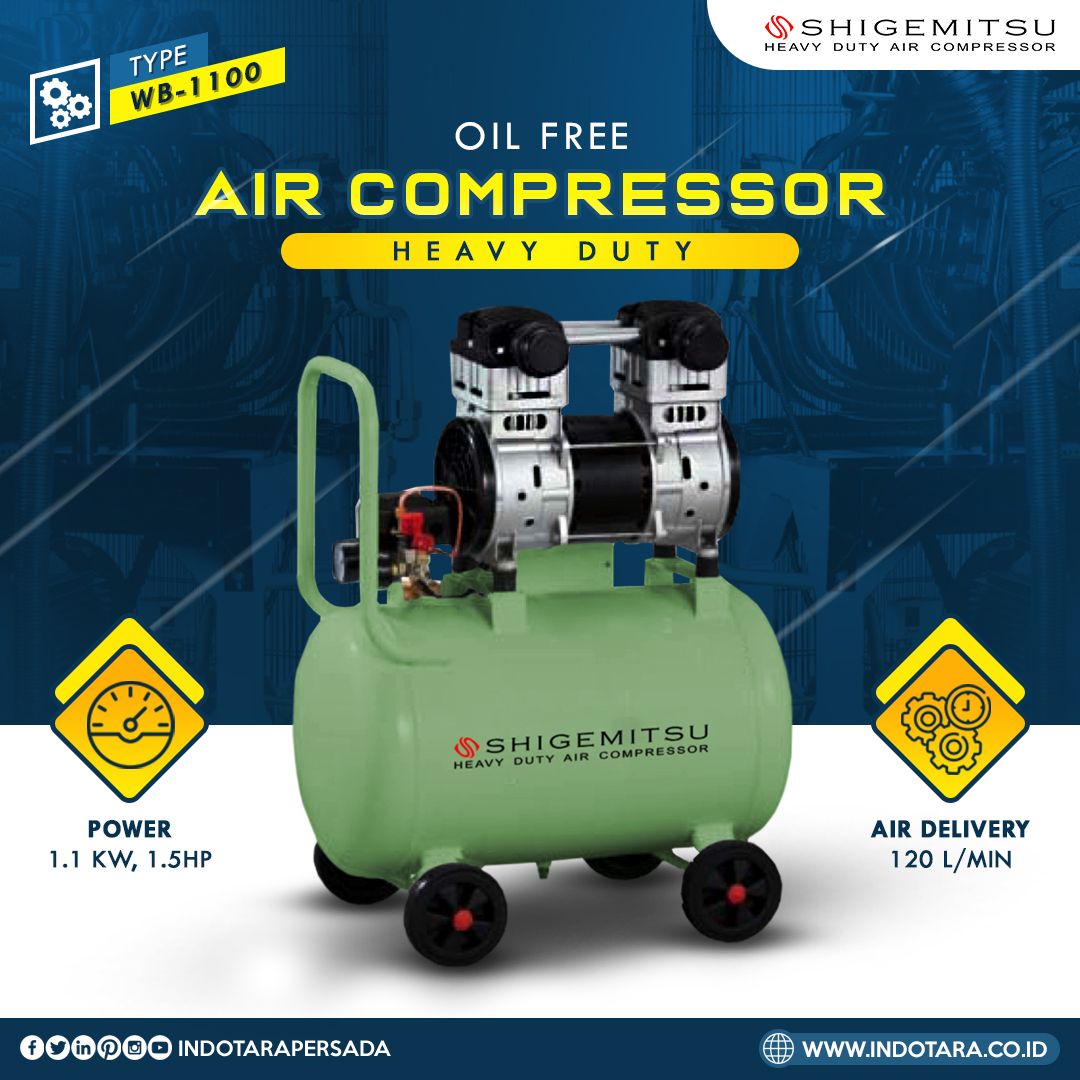 SHIGEMITSU
HEAVY DUTY AIR COMPRESSOR
TYPE
WB-1100
OIL FREE
AIR COMPRESSOR
HEAVY DUTY
SHIGEMITSU
HEAVY DUTY AIR COMPRESSOR
POWER
1.1 KW, 1.5HP
AIR DELIVERY
120 L/MIN
INDOTARAPERSADA
WWW.INDOTARA.CO.ID